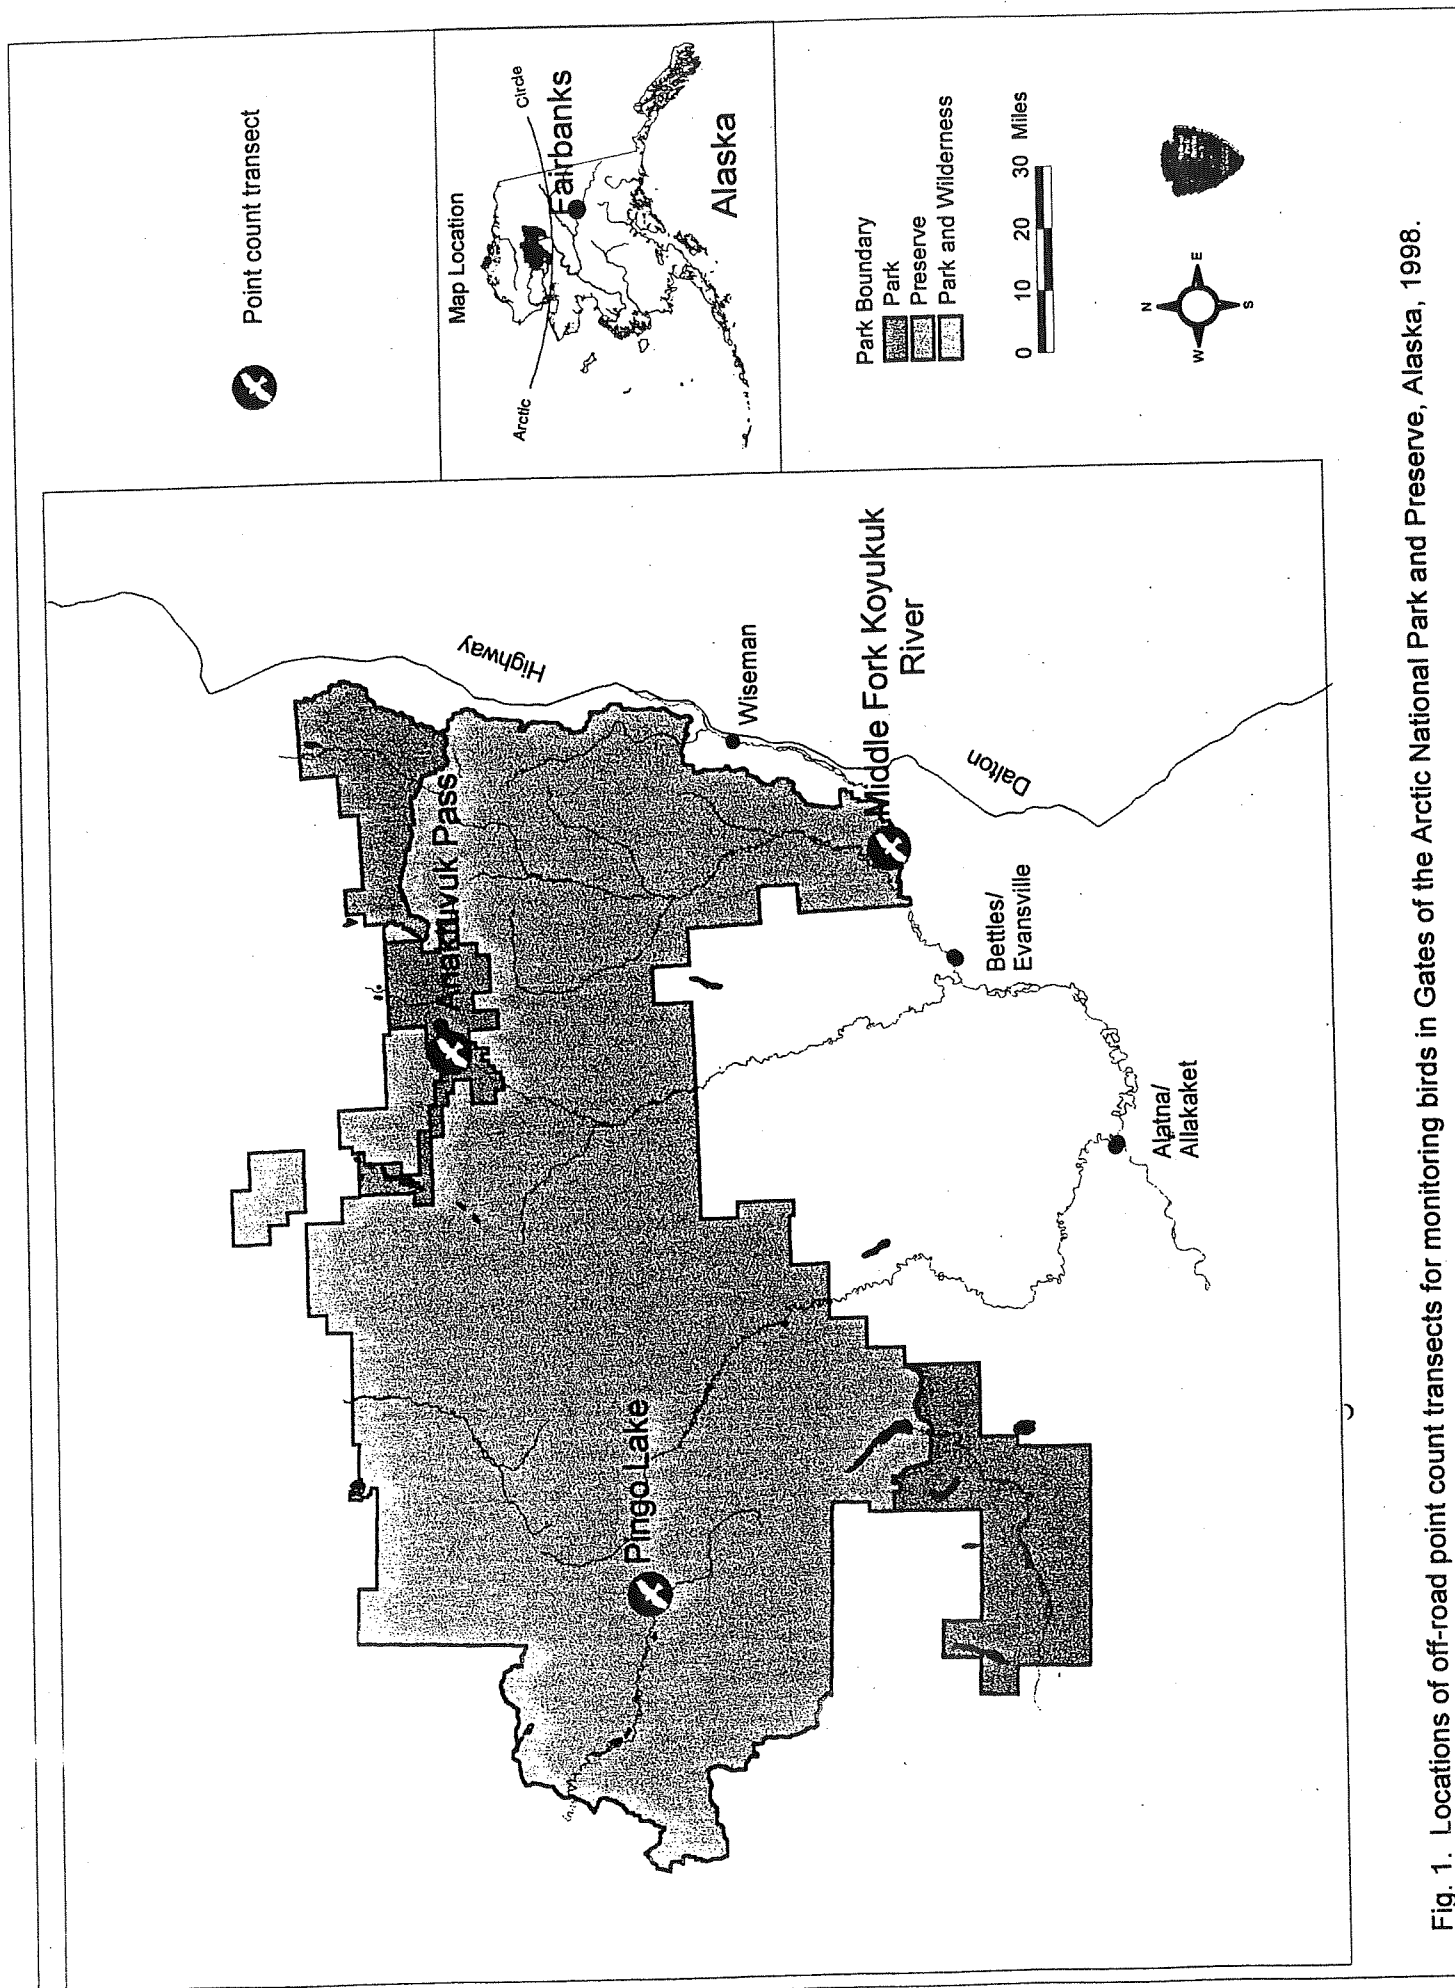 Point count transect
Map Location
Arctic
Circle
Fairbanks
Alaska
Park Boundary
Park
Preserve
Park and Wilderness
0 10 20 30 Miles
N
W
E
S
Highway
Anaktuvuk Pass
Wiseman
Middle Fork Koyukuk
River
Dalton
Pingo Lake
Bettles/
Evansville
Alatna/
Allakaket
Fig. 1. Locations of off-road point count transects for monitoring birds in Gates of the Arctic National Park and Preserve, Alaska, 1998.